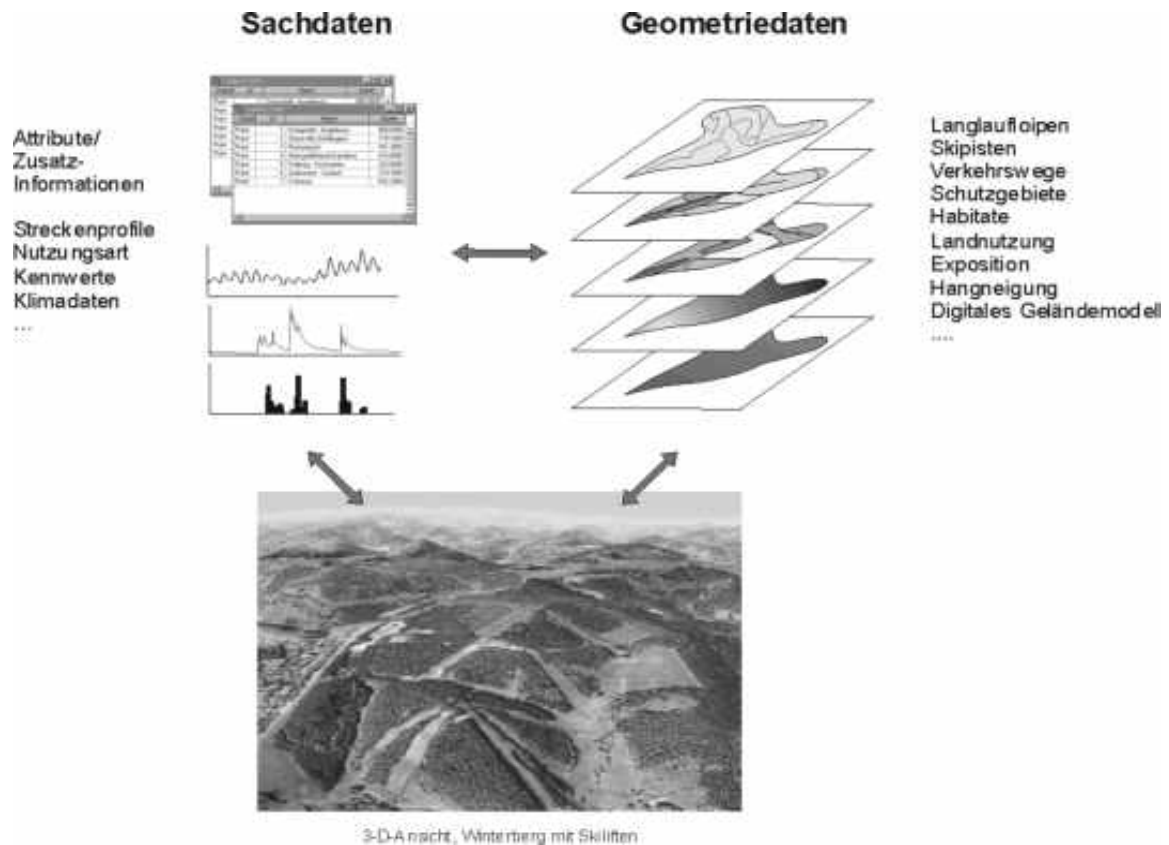 Sachdaten
Geometriedaten
Attribute/
Zusatz-
Informationen
Streckenprofile
Nutzungsart
Kennwerte
Klimadaten
...
Langlaufloipen
Skipisten
Verkehrswege
Schutzgebiete
Habitate
Landnutzung
Exposition
Hangneigung
Digitales Geländemodell
....
3-D-Ansicht, Winterberg mit Skiliften